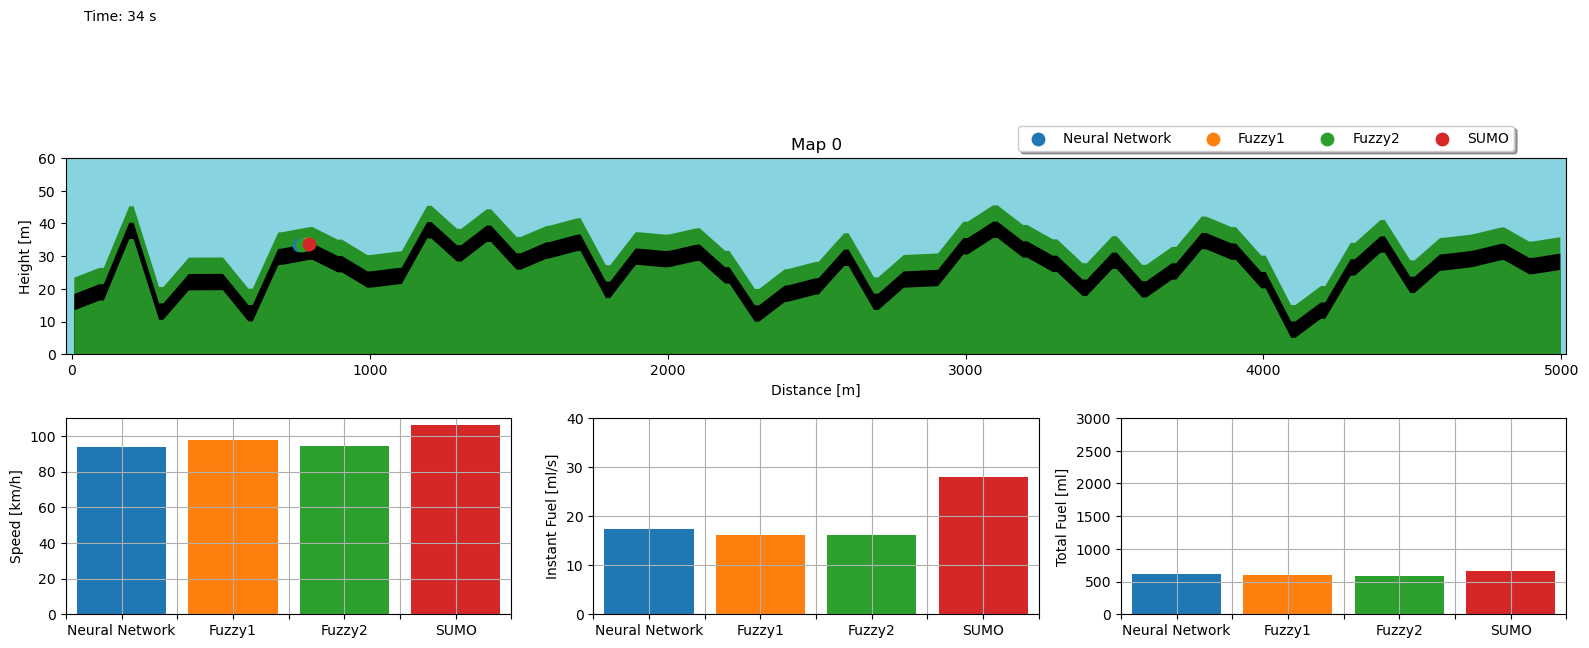 Time: 34 s
Map 0
Neural Network Fuzzy1 Fuzzy2 SUMO
Height [m]
60
50
40
30
20
10
0
0 1000 2000 3000 4000 5000
Distance [m]
Speed [km/h]
100
80
60
40
20
0
Neural Network Fuzzy1 Fuzzy2 SUMO
Instant Fuel [ml/s]
40
30
20
10
0
Neural Network Fuzzy1 Fuzzy2 SUMO
Total Fuel [ml]
3000
2500
2000
1500
1000
500
0
Neural Network Fuzzy1 Fuzzy2 SUMO